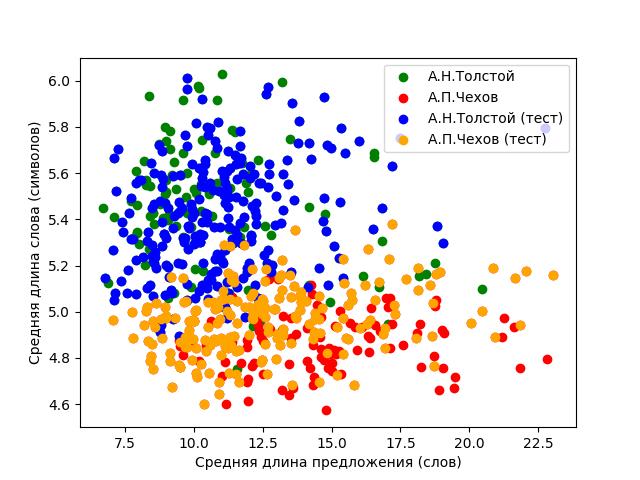 А.Н.Толстой
А.П.Чехов
А.Н.Толстой (тест)
А.П.Чехов (тест)
6.0
5.8
5.6
5.4
5.2
5.0
4.8
4.6
Средняя длина слова (символов)
7.5 10.0 12.5 15.0 17.5 20.0 22.5
Средняя длина предложения (слов)